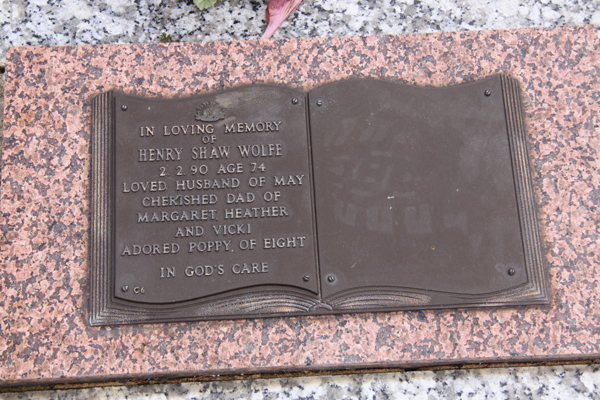 IN LOVING MEMORY
OF
HENRY SHAW WOLFE
2. 2. 90 AGE 74
LOVED HUSBAND OF MAY
CHERISHED DAD OF
MARGARET, HEATHER
AND VICKI
ADORED POPPY, OF EIGHT
IN GOD'S CARE
C6